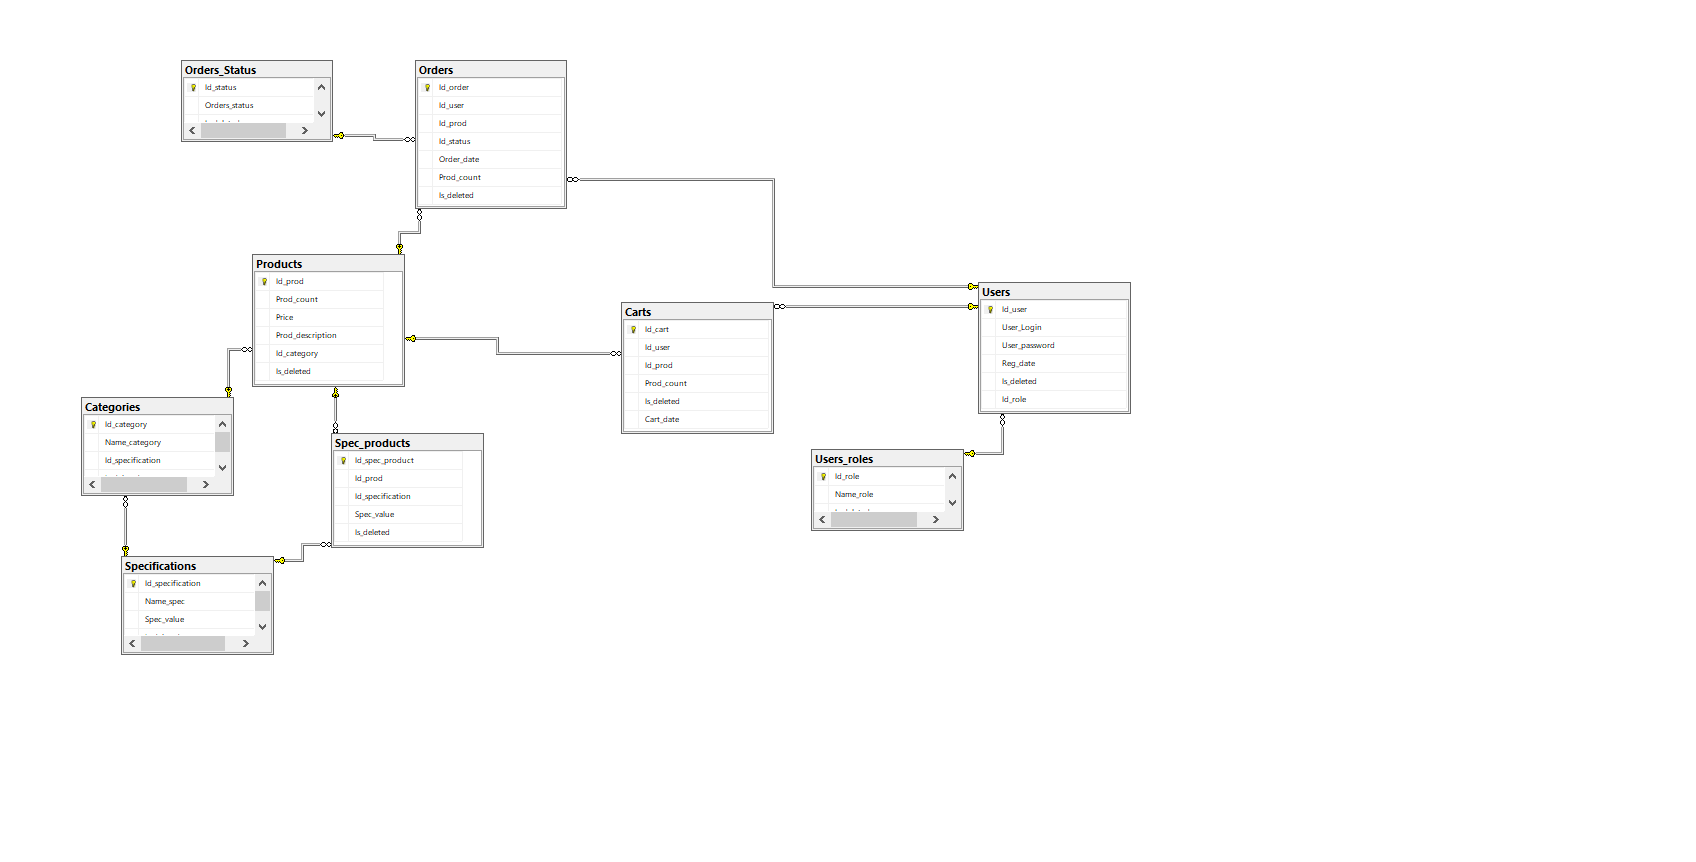 Orders_Status
Id_status
Orders_status
Orders
Id_order
Id_user
Id_prod
Id_status
Order_date
Prod_count
Is_deleted
Products
Id_prod
Prod_count
Price
Prod_description
Id_category
Is_deleted
Carts
Id_cart
Id_user
Id_prod
Prod_count
Is_deleted
Cart_date
Users
Id_user
User_Login
User_password
Reg_date
Is_deleted
Id_role
Categories
Id_category
Name_category
Id_specification
Spec_products
Id_spec_product
Id_prod
Id_specification
Spec_value
Is_deleted
Users_roles
Id_role
Name_role
Specifications
Id_specification
Name_spec
Spec_value